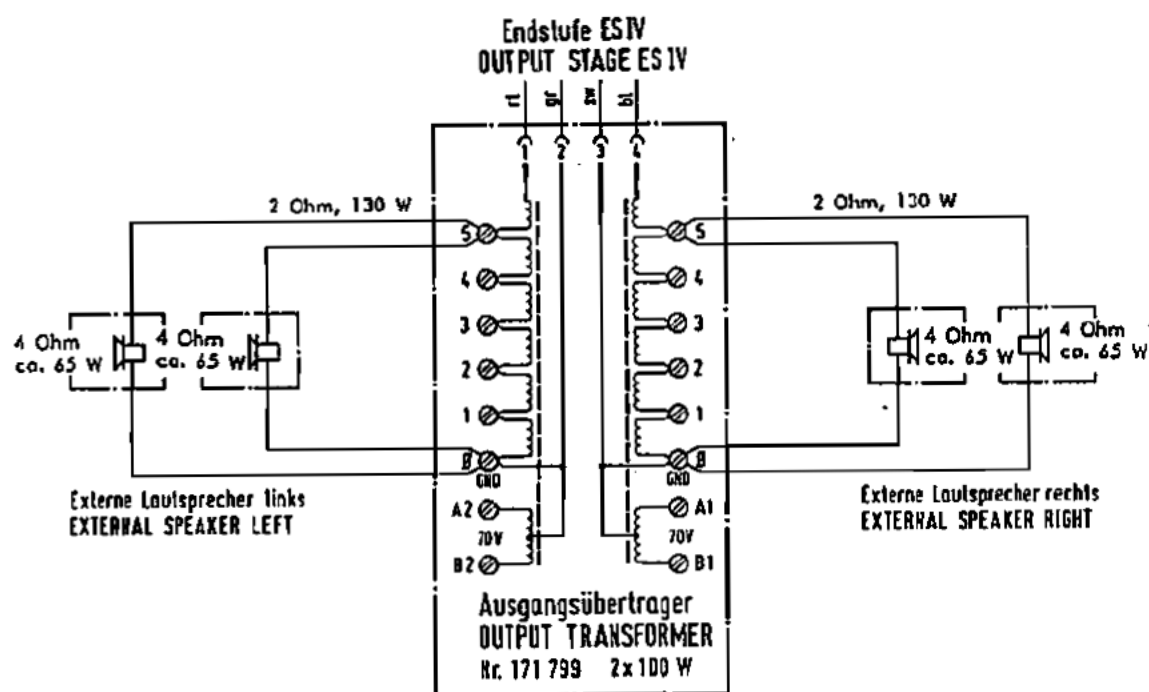 Endstufe ES IV
OUTPUT STAGE ES IV
rt gr sw bl
1 2 3 4
2 Ohm, 130 W
2 Ohm, 130 W
5
4
3
2
1
0
GND
A2
70V
B2
5
4
3
2
1
0
GND
A1
70V
B1
4 Ohm
ca. 65 W
4 Ohm
ca. 65 W
4 Ohm
ca. 65 W
4 Ohm
ca. 65 W
Externe Lautsprecher links
EXTERNAL SPEAKER LEFT
Externe Lautsprecher rechts
EXTERNAL SPEAKER RIGHT
Ausgangsübertrager
OUTPUT TRANSFORMER
Nr. 171 799 2x100 W